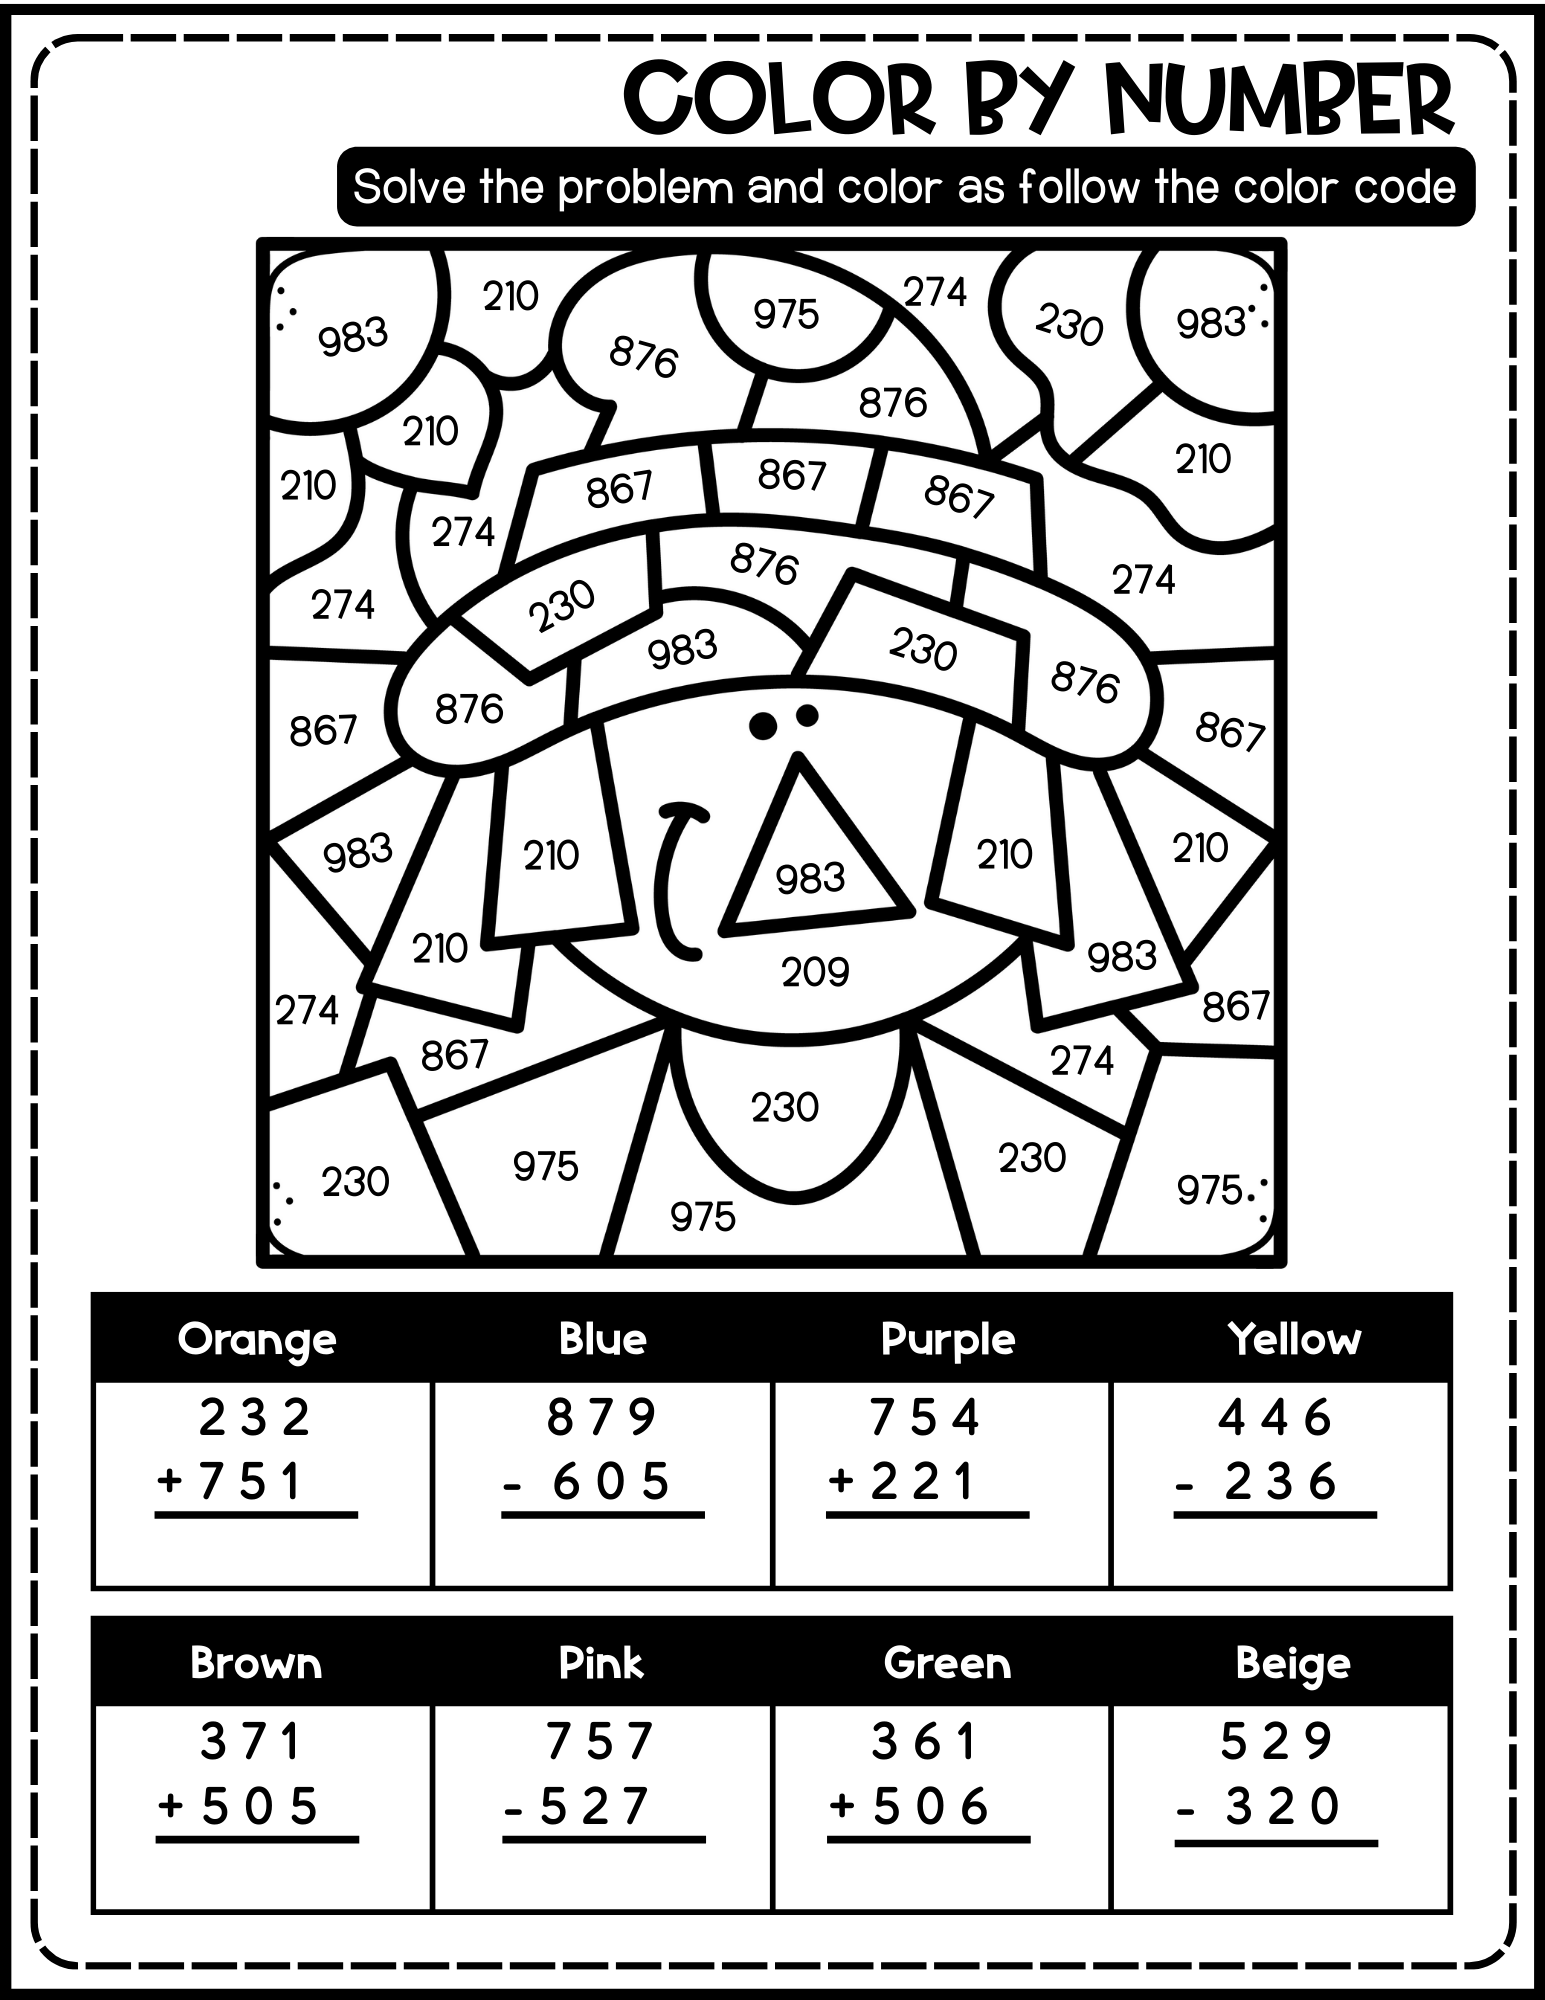 COLOR BY NUMBER
Solve the problem and color as follow the color code
983 210 876 975 274 230 983
210 876 210
210 274 867 867 867
274 230 876 274
983 230
867 876 876 867
983 210 983 210 210
210 209 983
274 867 274 867
230 975 230 230 975
975
Orange Blue Purple Yellow
232 879 754 446
+751 - 605 +221 - 236
Brown Pink Green Beige
371 757 361 529
+505 -527 +506 - 320